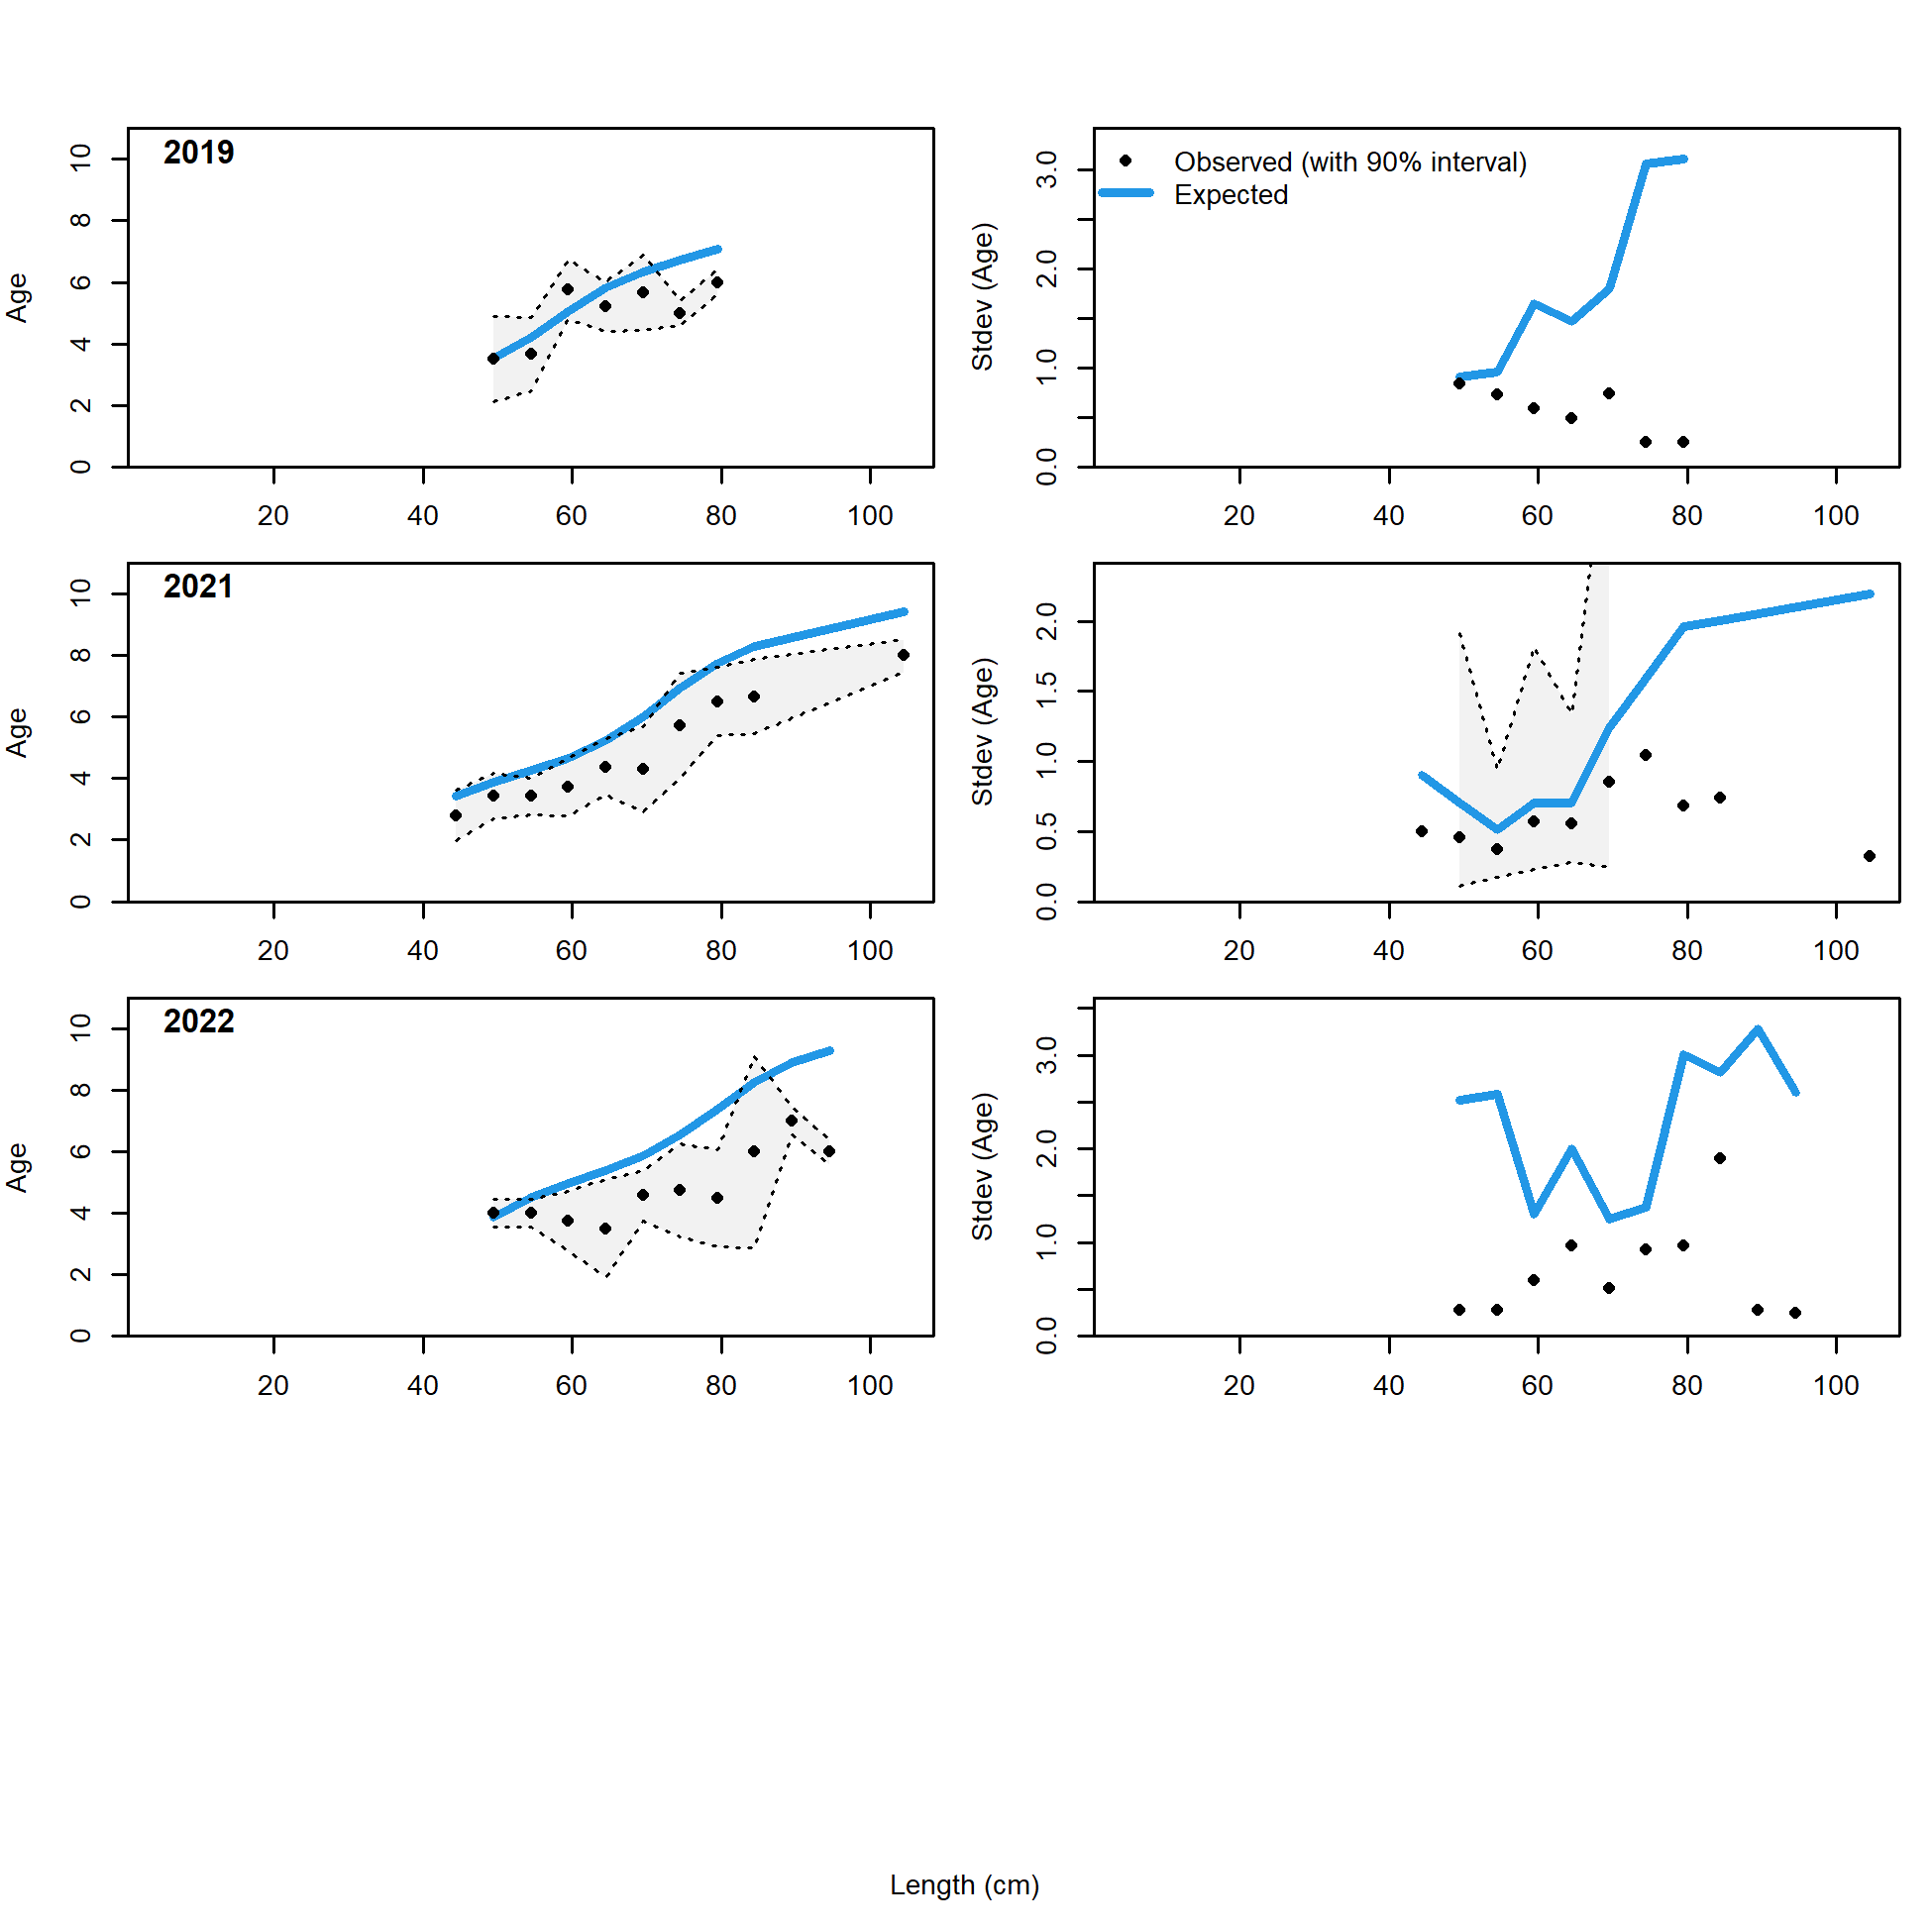 2019
Age
0 2 4 6 8 10
20 40 60 80 100
Observed (with 90% interval)
Expected
Stdev (Age)
0.0 1.0 2.0 3.0
20 40 60 80 100
2021
Age
0 2 4 6 8 10
20 40 60 80 100
Stdev (Age)
0.0 0.5 1.0 1.5 2.0
20 40 60 80 100
2022
Age
0 2 4 6 8 10
20 40 60 80 100
Stdev (Age)
0.0 1.0 2.0 3.0
20 40 60 80 100
Length (cm)